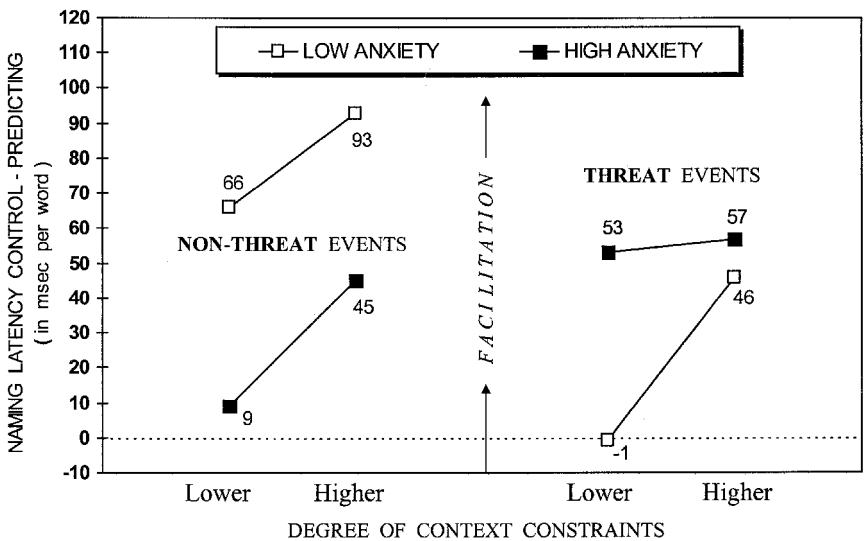 NAMING LATENCY CONTROL - PREDICTING
( in msec per word )
120
110
100
90
80
70
60
50
40
30
20
10
0
-10
LOW ANXIETY
HIGH ANXIETY
66
93
NON-THREAT EVENTS
45
9
FACILITATION
THREAT EVENTS
53
57
46
-1
Lower Higher Lower Higher
DEGREE OF CONTEXT CONSTRAINTS